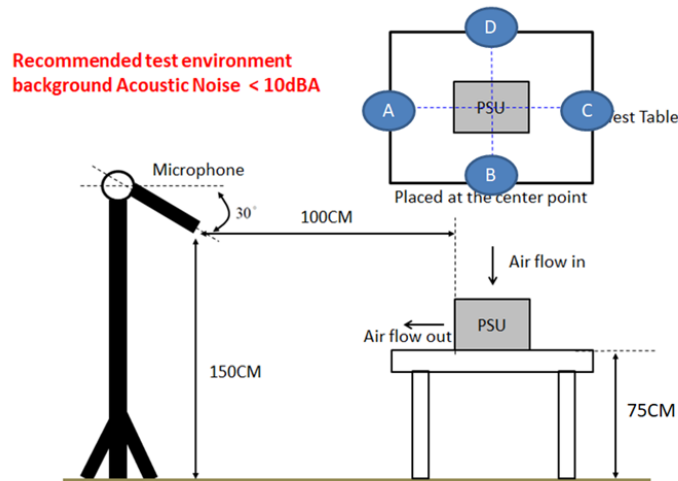 Recommended test environment
background Acoustic Noise < 10dBA
D
A
PSU
C
Test Table
B
Placed at the center point
Microphone
30°
100CM
Air flow in
PSU
Air flow out
150CM
75CM